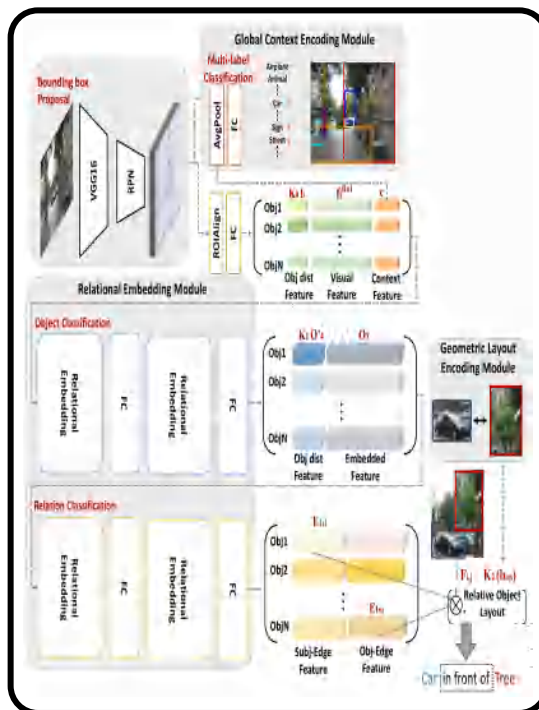 Global Context Encoding Module
Multi-label
Classification
Airplane
Animal
Car
Sign
Street
Bounding box
Proposal
VGG16
RPN
AvgPool
FC
ROIAlign
FC
Obj1
Obj2
ObjN
Obj dist
Feature
Visual
Feature
Context
Feature
Relational Embedding Module
Object Classification
Relational
Embedding
FC
Relational
Embedding
FC
Obj1
Obj2
ObjN
Obj dist
Feature
Embedded
Feature
Geometric Layout
Encoding Module
Relation Classification
Relational
Embedding
FC
Relational
Embedding
FC
Obj1
Obj2
ObjN
Subj-Edge
Feature
Obj-Edge
Feature
Relative Object
Layout
Car in front of Tree